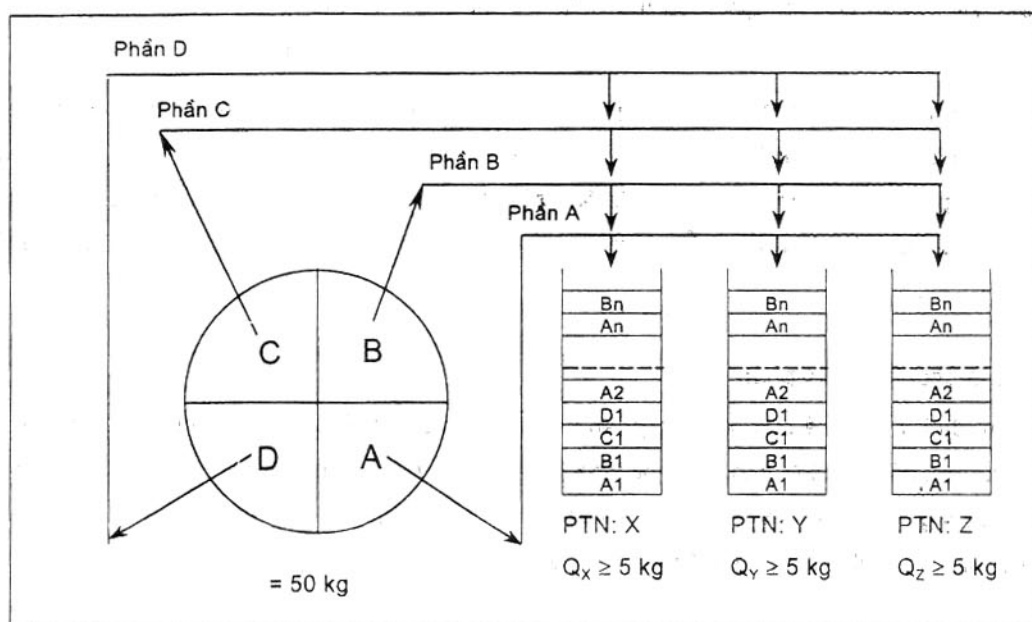 Phần D
Phần C
Phần B
Phần A
C
B
D
A
= 50 kg
Bn
An
A2
D1
C1
B1
A1
PTN: X
Q_X ≥ 5 kg
Bn
An
A2
D1
C1
B1
A1
PTN: Y
Q_Y ≥ 5 kg
Bn
An
A2
D1
C1
B1
A1
PTN: Z
Q_Z ≥ 5 kg